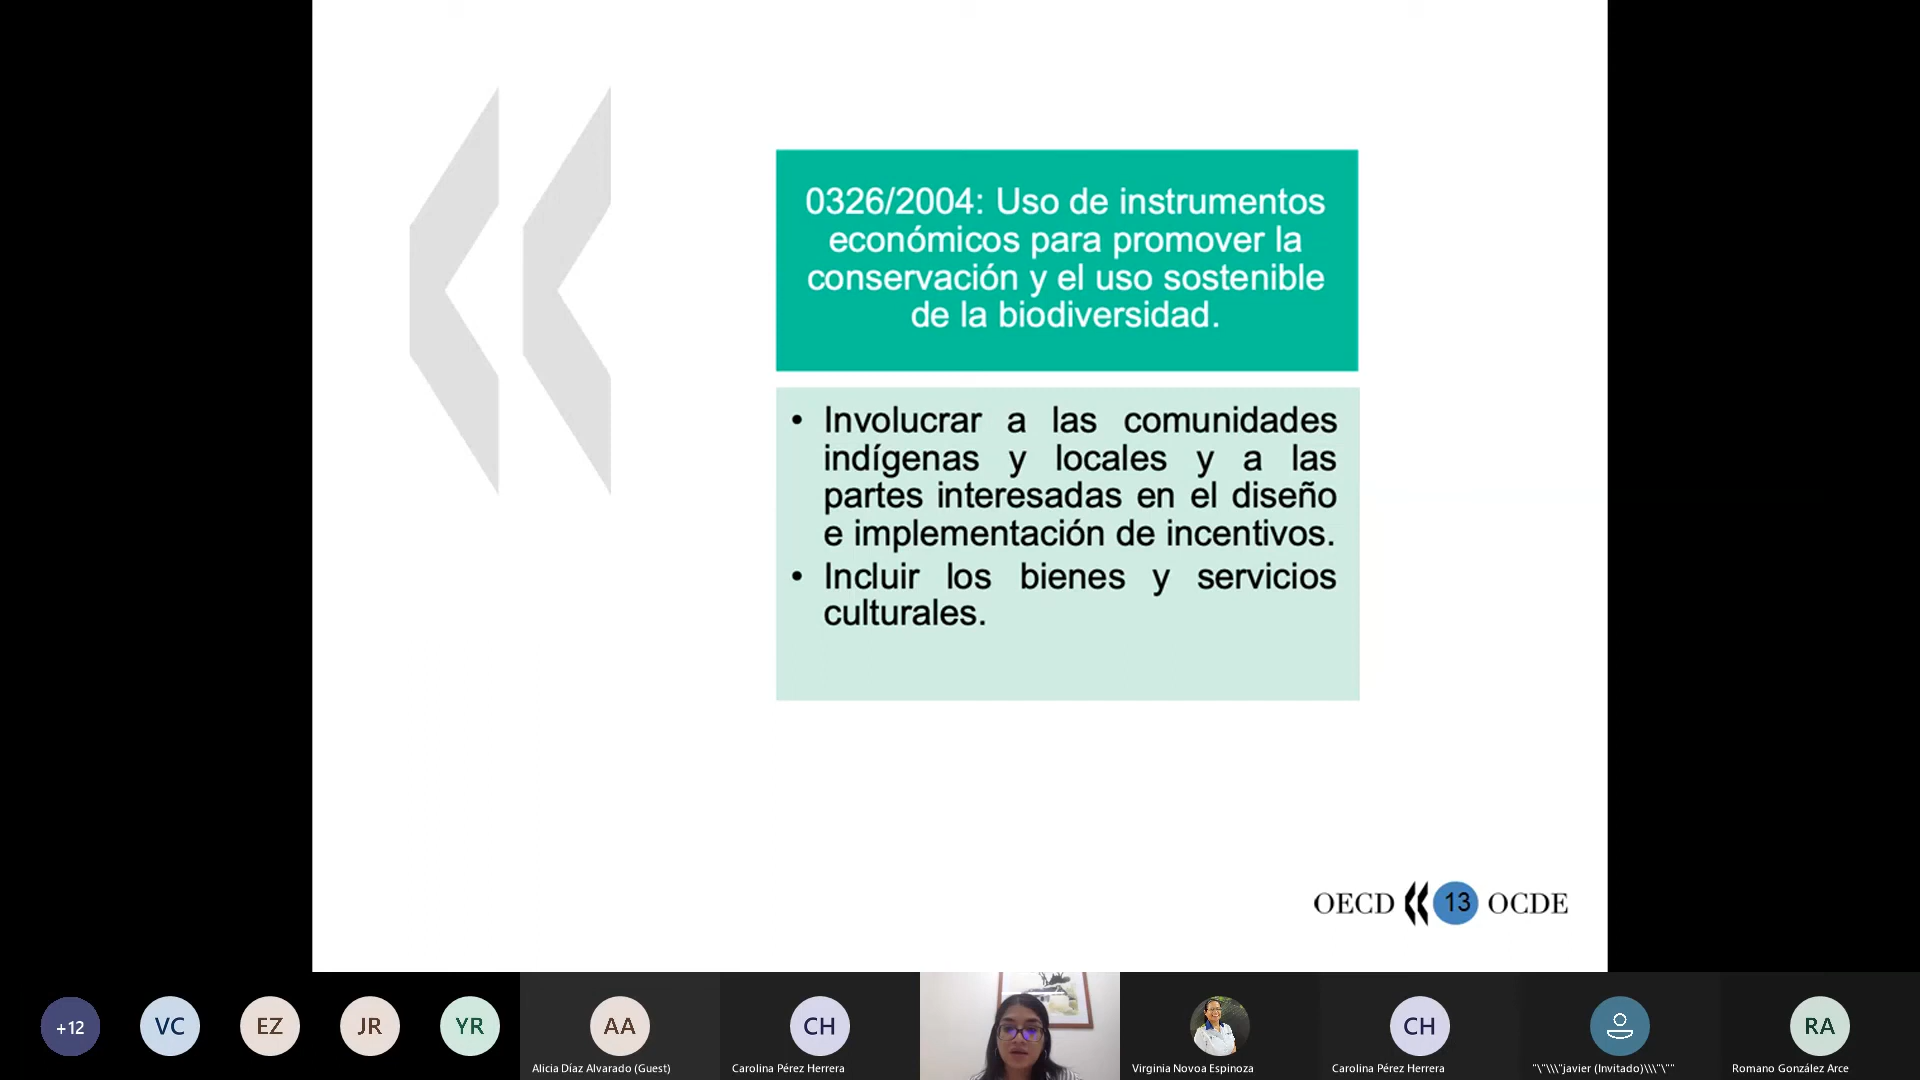 0326/2004: Uso de instrumentos
económicos para promover la
conservación y el uso sostenible
de la biodiversidad.
• Involucrar a las comunidades
indígenas y locales y a las
partes interesadas en el diseño
e implementación de incentivos.
• Incluir los bienes y servicios
culturales.
OECD 13 OCDE
+12
VC
EZ
JR
YR
AA
Alicia Díaz Alvarado (Guest)
CH
Carolina Pérez Herrera
Virginia Novoa Espinoza
CH
Carolina Pérez Herrera
"\"\\\"javier (Invitado)\\\"\""
RA
Romano González Arce